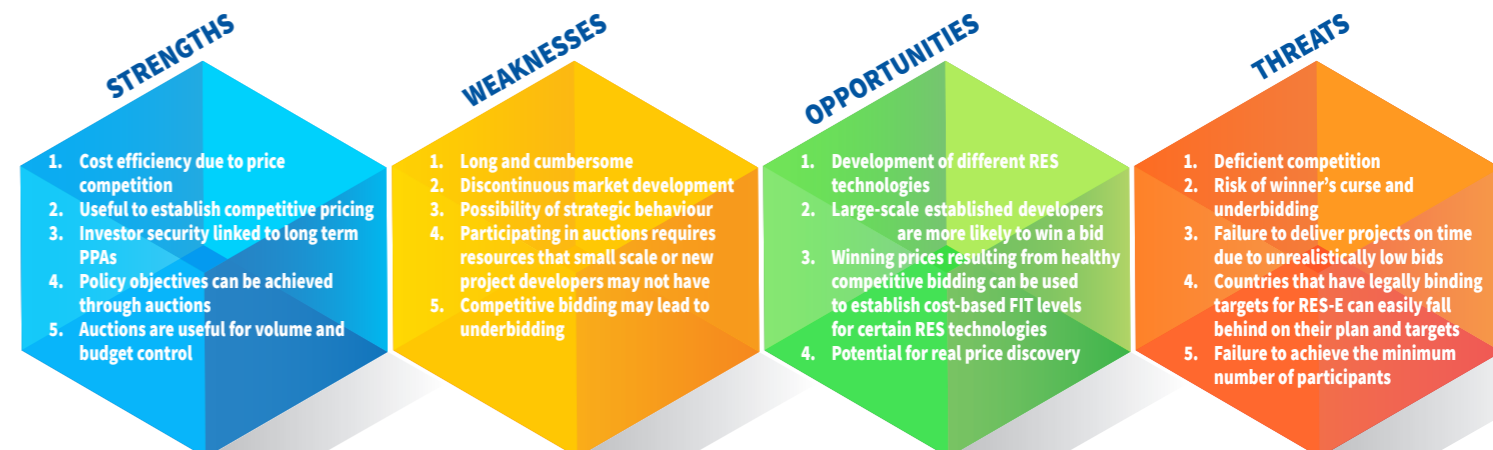 STRENGTHS
1. Cost efficiency due to price
competition
2. Useful to establish competitive pricing
3. Investor security linked to long term
PPAs
4. Policy objectives can be achieved
through auctions
5. Auctions are useful for volume and
budget control
WEAKNESSES
1. Long and cumbersome
2. Discontinuous market development
3. Possibility of strategic behaviour
4. Participating in auctions requires
resources that small scale or new
project developers may not have
5. Competitive bidding may lead to
underbidding
OPPORTUNITIES
1. Development of different RES
technologies
2. Large-scale established developers
are more likely to win a bid
3. Winning prices resulting from healthy
competitive bidding can be used
to establish cost-based FIT levels
for certain RES technologies
4. Potential for real price discovery
THREATS
1. Deficient competition
2. Risk of winner’s curse and
underbidding
3. Failure to deliver projects on time
due to unrealistically low bids
4. Countries that have legally binding
targets for RES-E can easily fall
behind on their plan and targets
5. Failure to achieve the minimum
number of participants